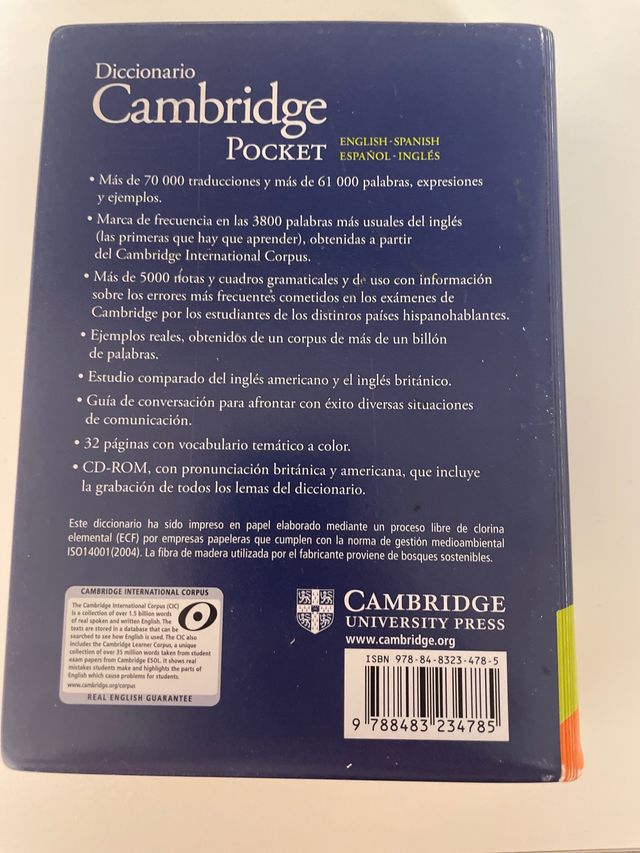 Diccionario
Cambridge
POCKET
ENGLISH-SPANISH
ESPAÑOL-INGLÉS
• Más de 70 000 traducciones y más de 61 000 palabras, expresiones
y ejemplos.
• Marca de frecuencia en las 3800 palabras más usuales del inglés
(las primeras que hay que aprender), obtenidas a partir
del Cambridge International Corpus.
• Más de 5000 notas y cuadros gramaticales y de uso con información
sobre los errores más frecuentes cometidos en los exámenes de
Cambridge por los estudiantes de los distintos países hispanohablantes.
• Ejemplos reales, obtenidos de un corpus de más de un billón
de palabras.
• Estudio comparado del inglés americano y el inglés británico.
• Guía de conversación para afrontar con éxito diversas situaciones
de comunicación.
• 32 páginas con vocabulario temático a color.
• CD-ROM, con pronunciación británica y americana, que incluye
la grabación de todos los lemas del diccionario.
Este diccionario ha sido impreso en papel elaborado mediante un proceso libre de clorina
elemental (ECF) por empresas papeleras que cumplen con la norma de gestión medioambiental
ISO14001(2004). La fibra de madera utilizada por el fabricante proviene de bosques sostenibles.
CAMBRIDGE INTERNATIONAL CORPUS
The Cambridge International Corpus (CIC)
is a collection of over 1.5 billion words
of real spoken and written English. The
texts are stored in a database that can be
searched to see how English is used. The CIC also
includes the Cambridge Learner Corpus, a unique
collection of over 35 million words taken from student
exam papers from Cambridge ESOL. It shows real
mistakes students make and highlights the parts of
English which cause problems for students.
www.cambridge.org/corpus
REAL ENGLISH GUARANTEE
CAMBRIDGE
UNIVERSITY PRESS
www.cambridge.org
ISBN 978-84-8323-478-5
9 788483 234785